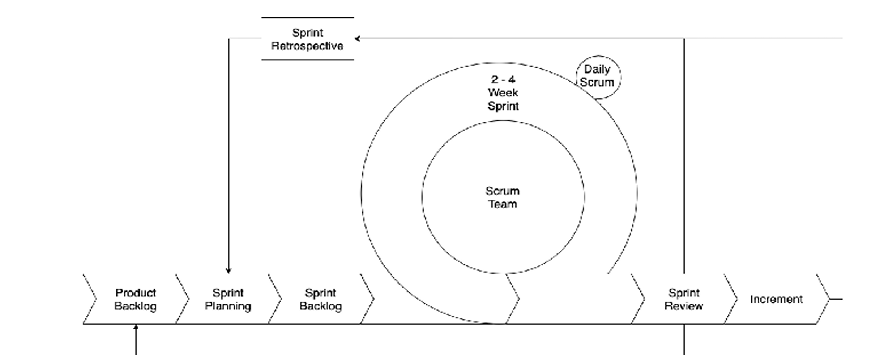 Sprint
Retrospective
2 - 4
Week
Sprint
Daily
Scrum
Scrum
Team
Product
Backlog
Sprint
Planning
Sprint
Backlog
Sprint
Review
Increment